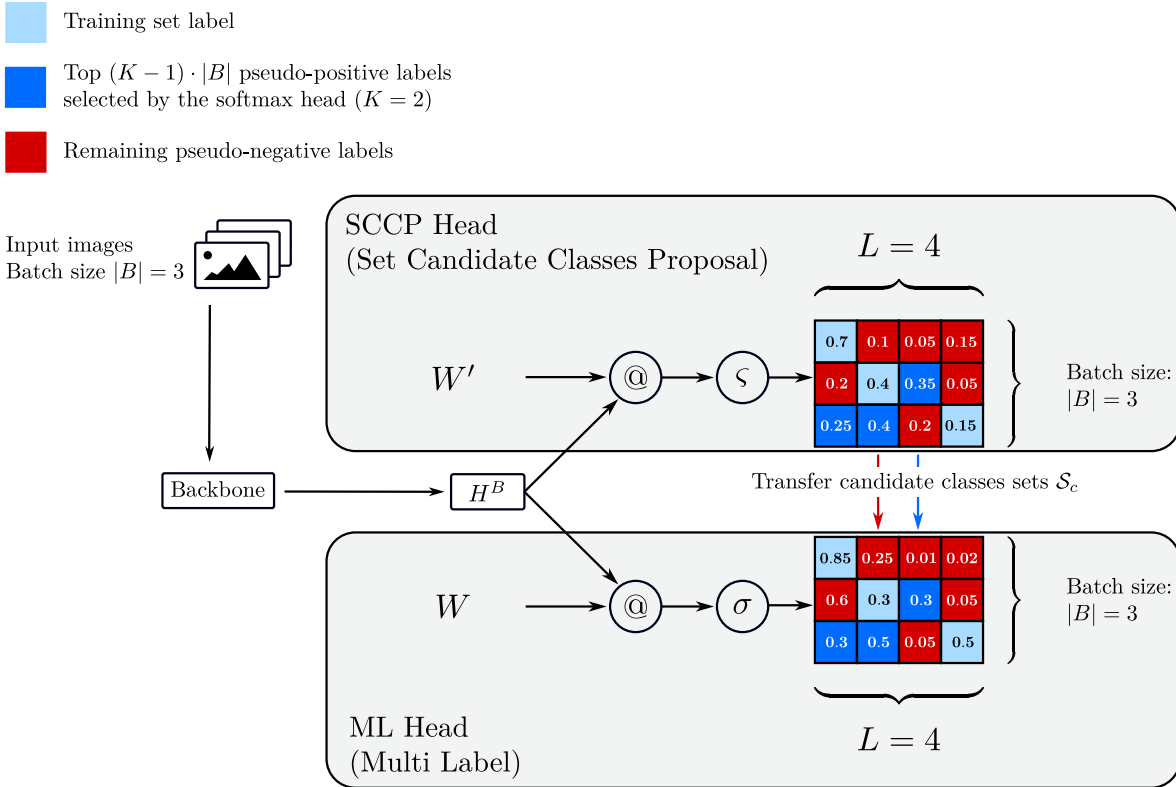 Training set label
Top (K − 1) · |B| pseudo-positive labels
selected by the softmax head (K = 2)
Remaining pseudo-negative labels
Input images
Batch size |B| = 3
SCCP Head
(Set Candidate Classes Proposal)
L = 4
W′ @ ς
0.7 0.1 0.05 0.15
0.2 0.4 0.35 0.05
0.25 0.4 0.2 0.15
Batch size:
|B| = 3
Backbone
H^B
Transfer candidate classes sets 𝒮_c
W @ σ
0.85 0.25 0.01 0.02
0.6 0.3 0.3 0.05
0.3 0.5 0.05 0.5
Batch size:
|B| = 3
L = 4
ML Head
(Multi Label)